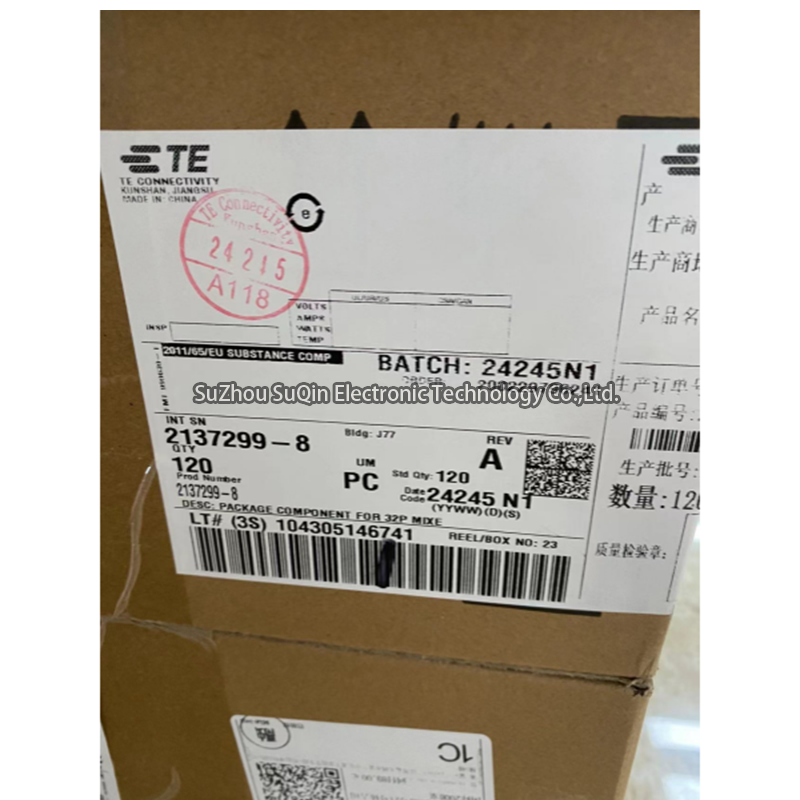 TE
TE CONNECTIVITY
KUNSHAN, JIANGSU
MADE IN: CHINA
TE Connectivity
Kunshan
24245
A118
e
VOLTS
AMPS
WATTS
TEMP
INSP
2011/65/EU SUBSTANCE COMP
BATCH: 24245N1
ORDER
SuZhou SuQin Electronic Technology Co.,Ltd.
INT SN
2137299-8
Bldg: J77
REV
A
QTY
120
UM
PC
Std Qty: 120
Prod Number
2137299-8
Date Code 24245 N1
(YYWW)(D)(S)
DESC: PACKAGE COMPONENT FOR 32P MIXE
LT# (3S) 104305146741
REEL/BOX NO: 23
产
生产商
生产商
产品名
生产订单号
产品编号:
生产批号:
数量:120
质量检验章:
1C